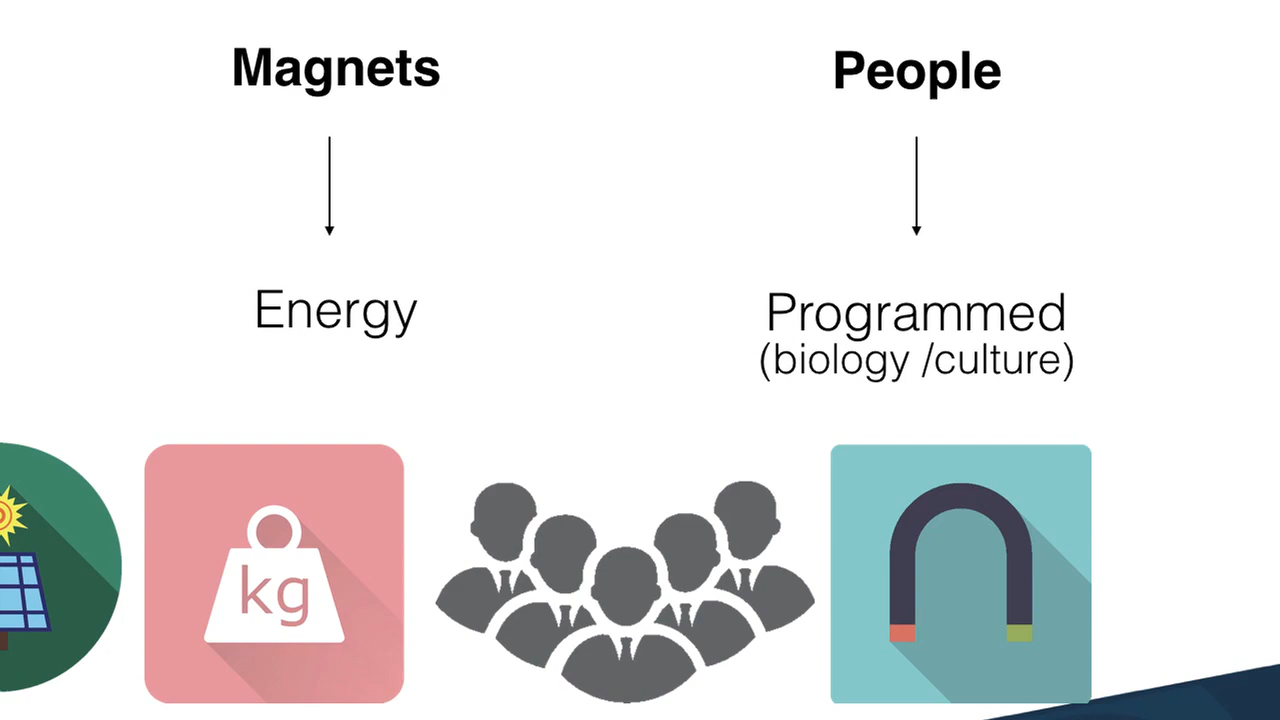 Magnets
People
Energy
Programmed
(biology /culture)
kg